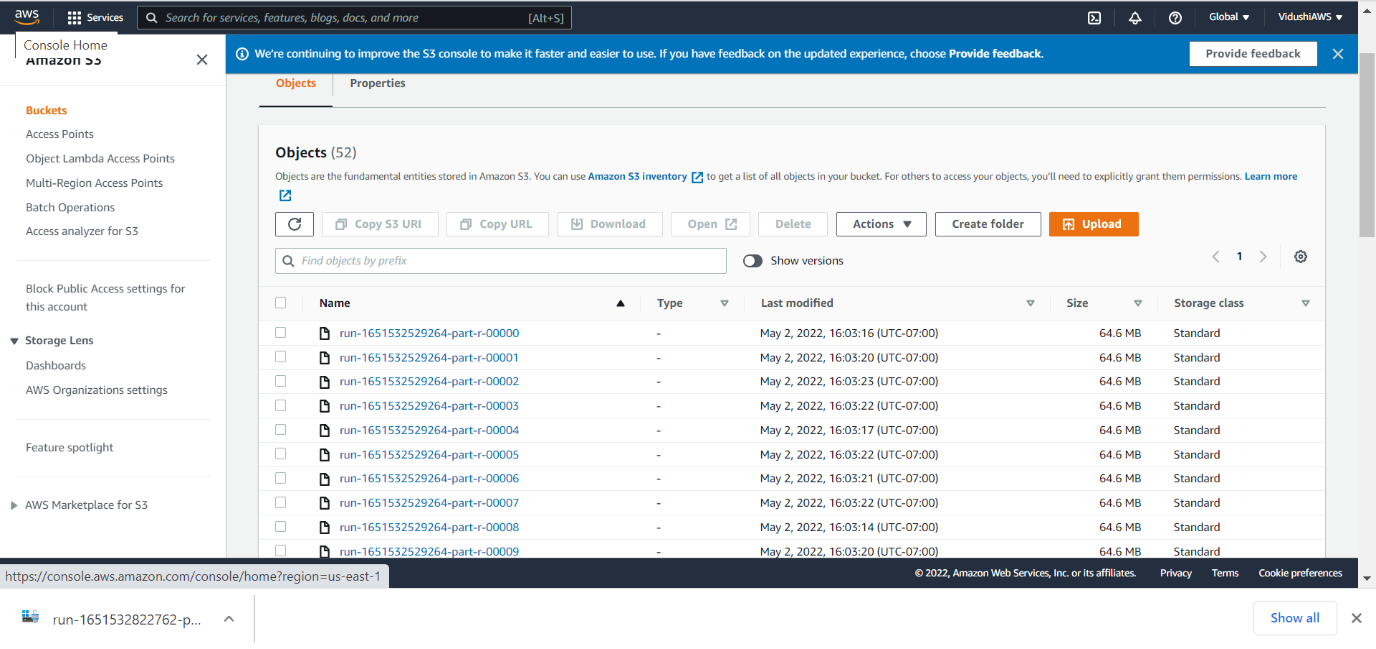 aws Services Search for services, features, blogs, docs, and more [Alt+S] Global ▼ VidushiAWS ▼
Console Home
Amazon S3
Buckets
Access Points
Object Lambda Access Points
Multi-Region Access Points
Batch Operations
Access analyzer for S3
Block Public Access settings for
this account
Storage Lens
Dashboards
AWS Organizations settings
Feature spotlight
AWS Marketplace for S3
We're continuing to improve the S3 console to make it faster and easier to use. If you have feedback on the updated experience, choose Provide feedback.
Provide feedback
Objects Properties
Objects (52)
Objects are the fundamental entities stored in Amazon S3. You can use Amazon S3 inventory to get a list of all objects in your bucket. For others to access your objects, you'll need to explicitly grant them permissions. Learn more
Copy S3 URI Copy URL Download Open Delete Actions ▼ Create folder Upload
Find objects by prefix Show versions 1
Name Type Last modified Size Storage class
run-1651532529264-part-r-00000 - May 2, 2022, 16:03:16 (UTC-07:00) 64.6 MB Standard
run-1651532529264-part-r-00001 - May 2, 2022, 16:03:20 (UTC-07:00) 64.6 MB Standard
run-1651532529264-part-r-00002 - May 2, 2022, 16:03:23 (UTC-07:00) 64.6 MB Standard
run-1651532529264-part-r-00003 - May 2, 2022, 16:03:22 (UTC-07:00) 64.6 MB Standard
run-1651532529264-part-r-00004 - May 2, 2022, 16:03:17 (UTC-07:00) 64.6 MB Standard
run-1651532529264-part-r-00005 - May 2, 2022, 16:03:22 (UTC-07:00) 64.6 MB Standard
run-1651532529264-part-r-00006 - May 2, 2022, 16:03:21 (UTC-07:00) 64.6 MB Standard
run-1651532529264-part-r-00007 - May 2, 2022, 16:03:22 (UTC-07:00) 64.6 MB Standard
run-1651532529264-part-r-00008 - May 2, 2022, 16:03:14 (UTC-07:00) 64.6 MB Standard
run-1651532529264-part-r-00009 - May 2, 2022, 16:03:20 (UTC-07:00) 64.6 MB Standard
https://console.aws.amazon.com/console/home?region=us-east-1
© 2022, Amazon Web Services, Inc. or its affiliates. Privacy Terms Cookie preferences
run-1651532822762-p... Show all